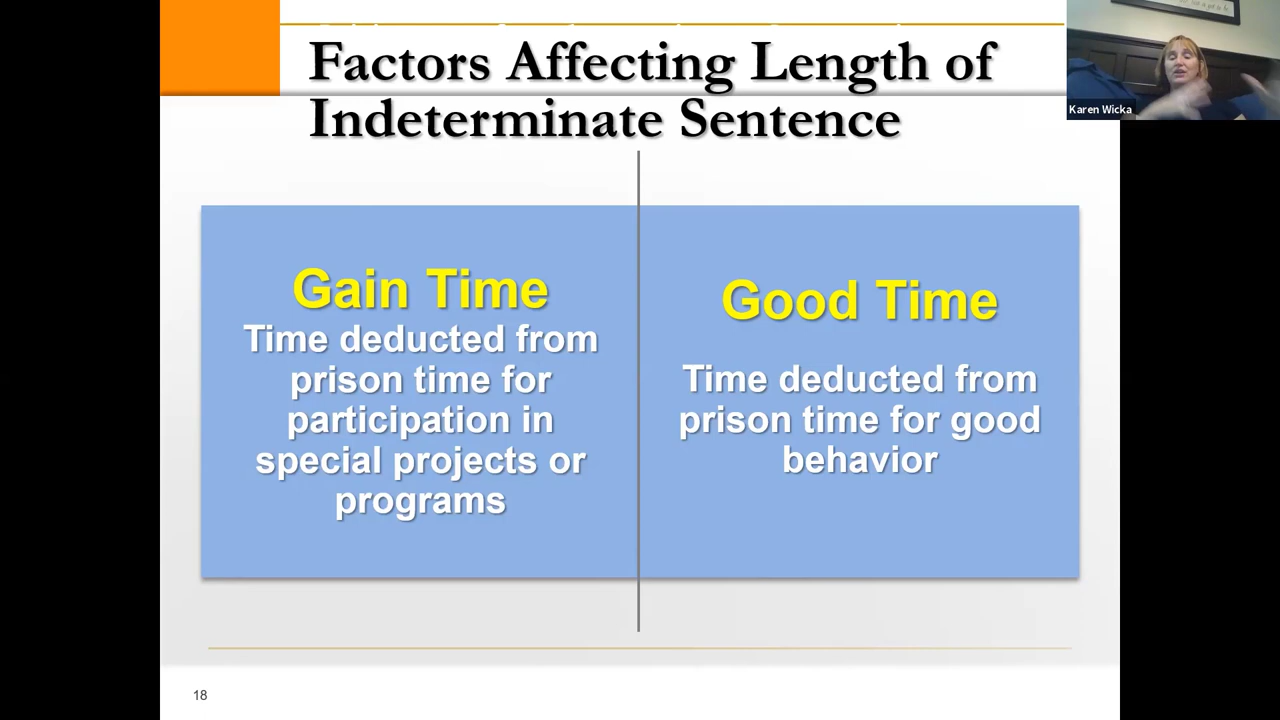 Factors Affecting Length of
Indeterminate Sentence
Karen Wicka
Gain Time
Time deducted from
prison time for
participation in
special projects or
programs
Good Time
Time deducted from
prison time for good
behavior
18